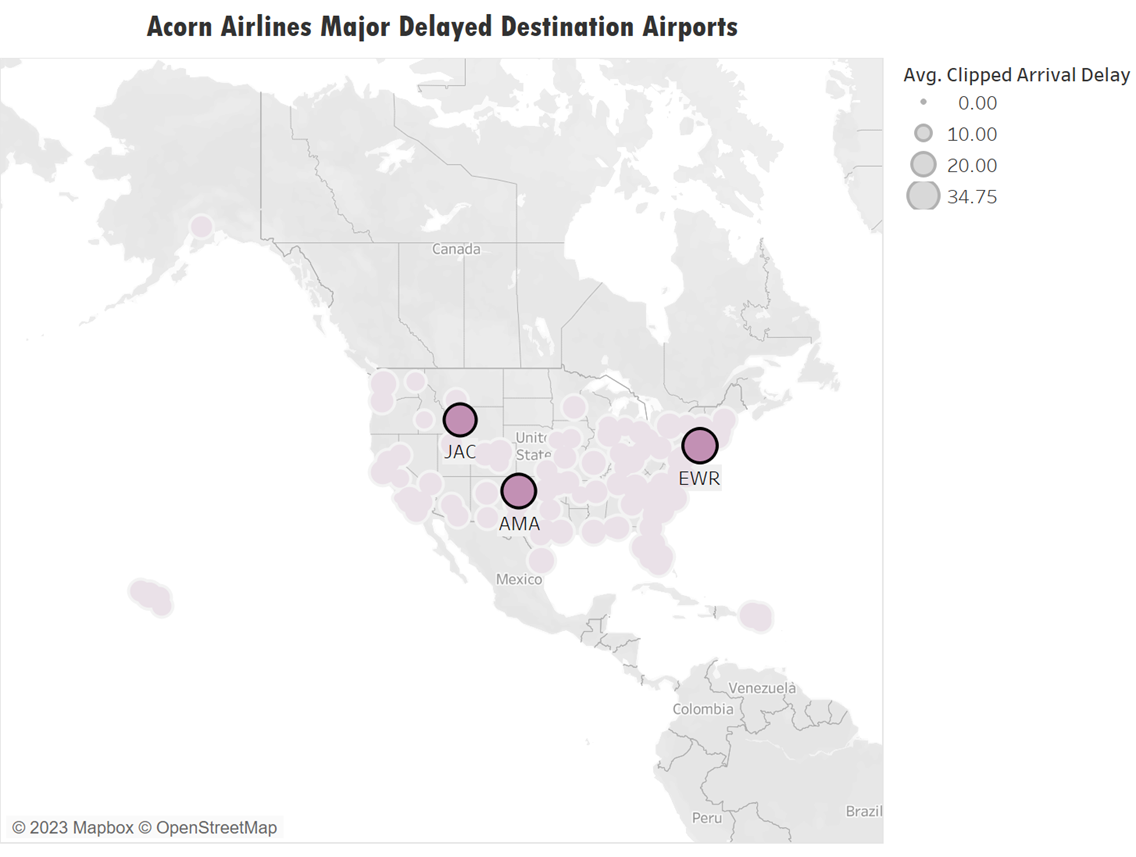 Acorn Airlines Major Delayed Destination Airports
Avg. Clipped Arrival Delay
0.00
10.00
20.00
34.75
Canada
JAC
EWR
AMA
Mexico
Venezuela
Colombia
Brazil
Peru
© 2023 Mapbox © OpenStreetMap